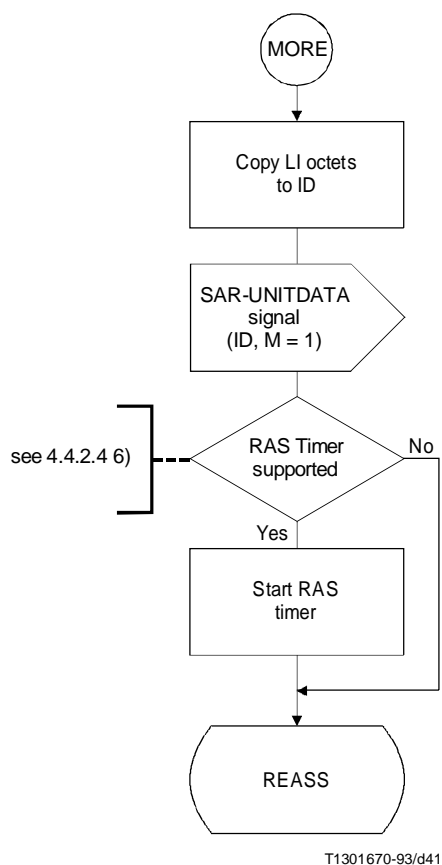 MORE
Copy LI octets
to ID
SAR-UNITDATA
signal
(ID, M = 1)
see 4.4.2.4 6)
RAS Timer
supported
No
Yes
Start RAS
timer
REASS
T1301670-93/d41